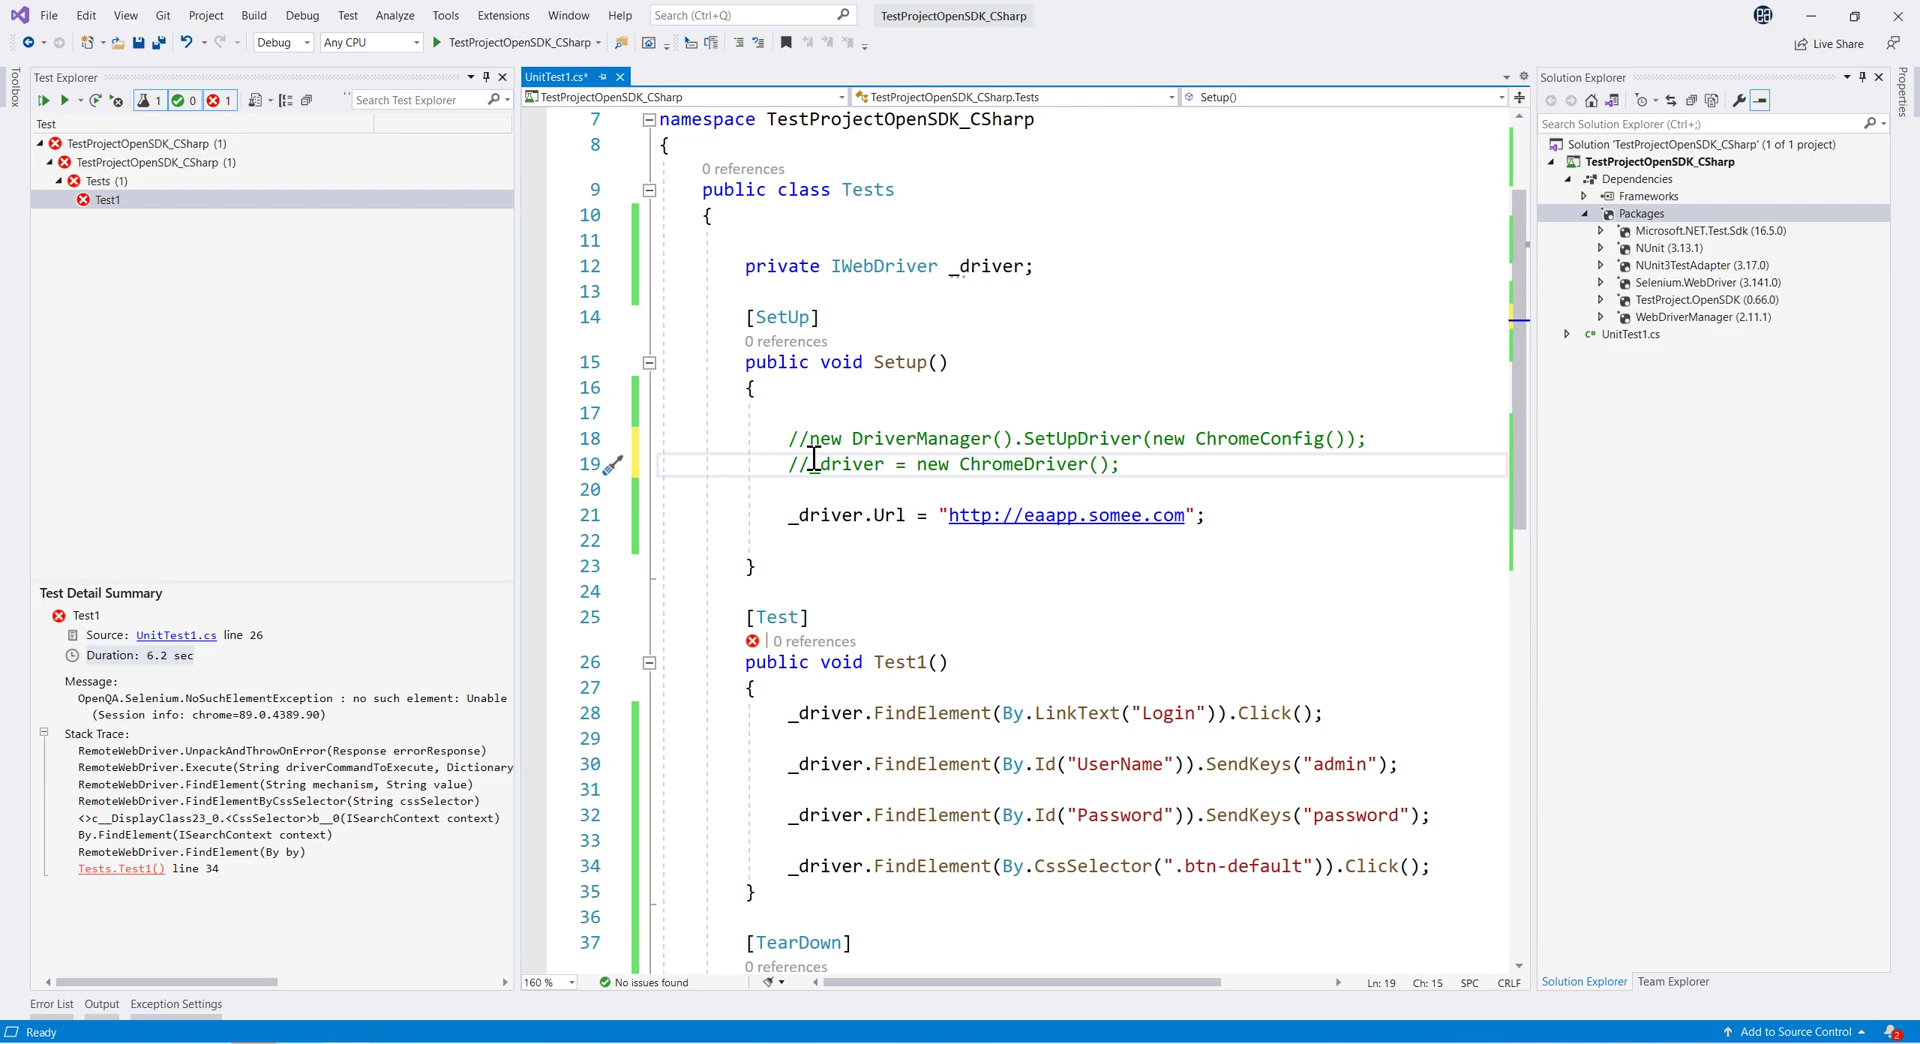 File Edit View Git Project Build Debug Test Analyze Tools Extensions Window Help Search (Ctrl+Q) TestProjectOpenSDK_CSharp
Debug Any CPU TestProjectOpenSDK_CSharp Live Share
Toolbox
Test Explorer
1 0 1 Search Test Explorer
Test
TestProjectOpenSDK_CSharp (1)
TestProjectOpenSDK_CSharp (1)
Tests (1)
Test1
Test Detail Summary
Test1
Source: UnitTest1.cs line 26
Duration: 6.2 sec
Message:
OpenQA.Selenium.NoSuchElementException : no such element: Unable
(Session info: chrome=89.0.4389.90)
Stack Trace:
RemoteWebDriver.UnpackAndThrowOnError(Response errorResponse)
RemoteWebDriver.Execute(String driverCommandToExecute, Dictionary
RemoteWebDriver.FindElement(String mechanism, String value)
RemoteWebDriver.FindElementByCssSelector(String cssSelector)
<>c__DisplayClass23_0.<CssSelector>b__0(ISearchContext context)
By.FindElement(ISearchContext context)
RemoteWebDriver.FindElement(By by)
Tests.Test1() line 34
UnitTest1.cs*
TestProjectOpenSDK_CSharp TestProjectOpenSDK_CSharp.Tests Setup()
7 namespace TestProjectOpenSDK_CSharp
8 {
0 references
9 public class Tests
10 {
11
12 private IWebDriver _driver;
13
14 [SetUp]
0 references
15 public void Setup()
16 {
17
18 //new DriverManager().SetUpDriver(new ChromeConfig());
19 //_driver = new ChromeDriver();
20
21 _driver.Url = "http://eaapp.somee.com";
22
23 }
24
25 [Test]
| 0 references
26 public void Test1()
27 {
28 _driver.FindElement(By.LinkText("Login")).Click();
29
30 _driver.FindElement(By.Id("UserName")).SendKeys("admin");
31
32 _driver.FindElement(By.Id("Password")).SendKeys("password");
33
34 _driver.FindElement(By.CssSelector(".btn-default")).Click();
35 }
36
37 [TearDown]
0 references
160 % No issues found Ln: 19 Ch: 15 SPC CRLF
Solution Explorer
Search Solution Explorer (Ctrl+;)
Solution 'TestProjectOpenSDK_CSharp' (1 of 1 project)
TestProjectOpenSDK_CSharp
Dependencies
Frameworks
Packages
Microsoft.NET.Test.Sdk (16.5.0)
NUnit (3.13.1)
NUnit3TestAdapter (3.17.0)
Selenium.WebDriver (3.141.0)
TestProject.OpenSDK (0.66.0)
WebDriverManager (2.11.1)
C# UnitTest1.cs
Solution Explorer Team Explorer
Properties
Error List Output Exception Settings
Ready Add to Source Control 2